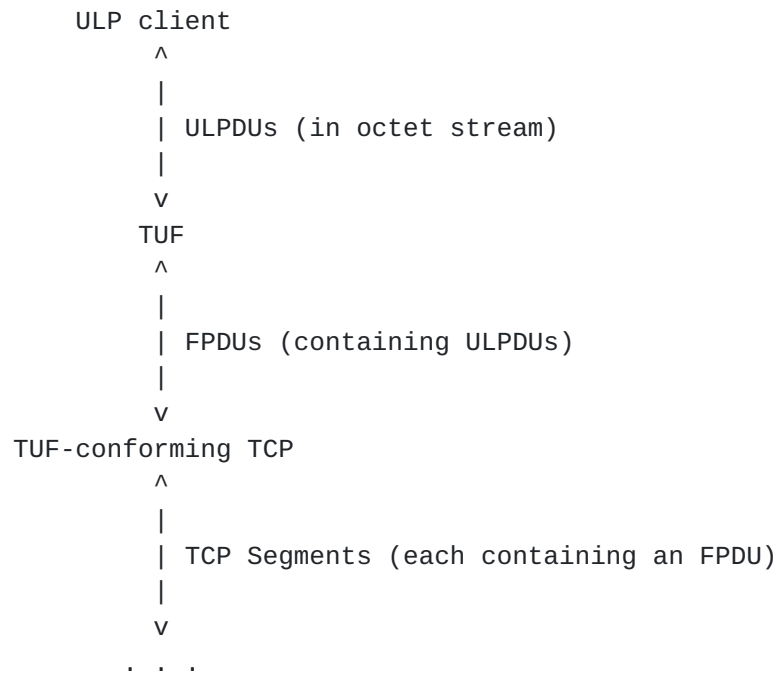 ULP client
^
|
| ULPDUs (in octet stream)
|
v
TUF
^
|
| FPDUs (containing ULPDUs)
|
v
TUF-conforming TCP
^
|
| TCP Segments (each containing an FPDU)
|
v
. . .